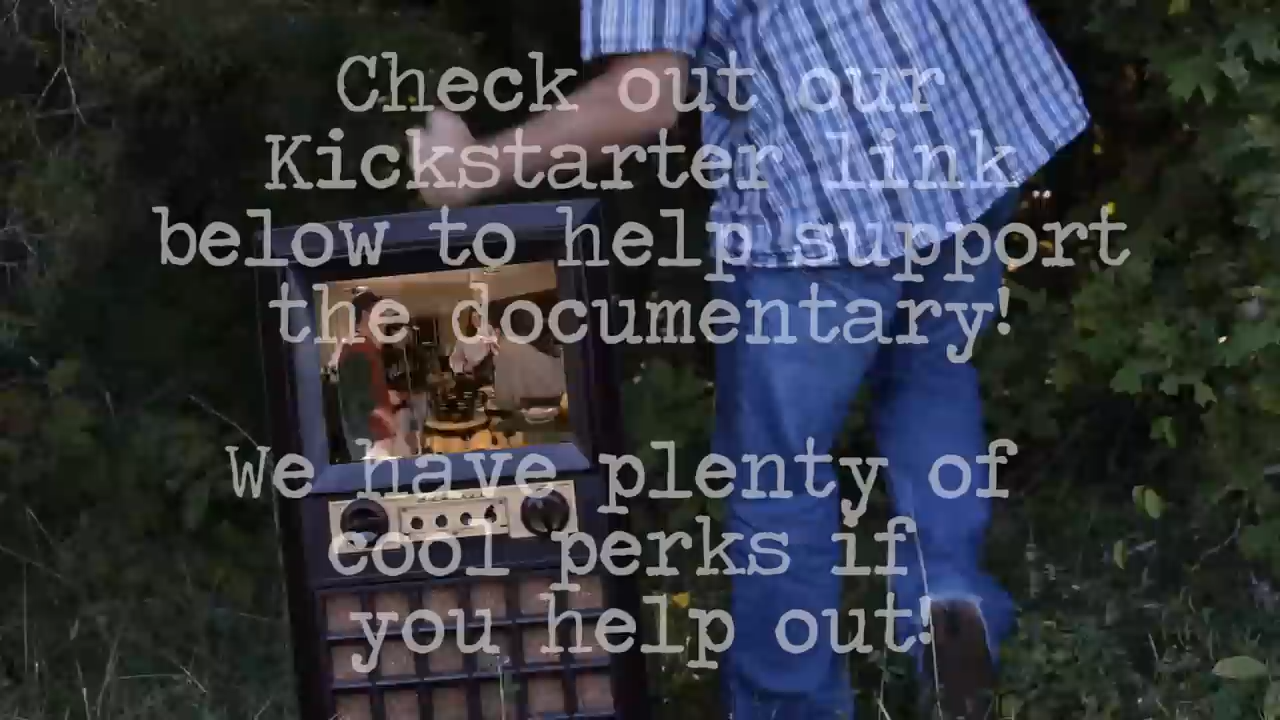 Check out our
Kickstarter link
below to help support
the documentary!
We have plenty of
cool perks if
you help out!